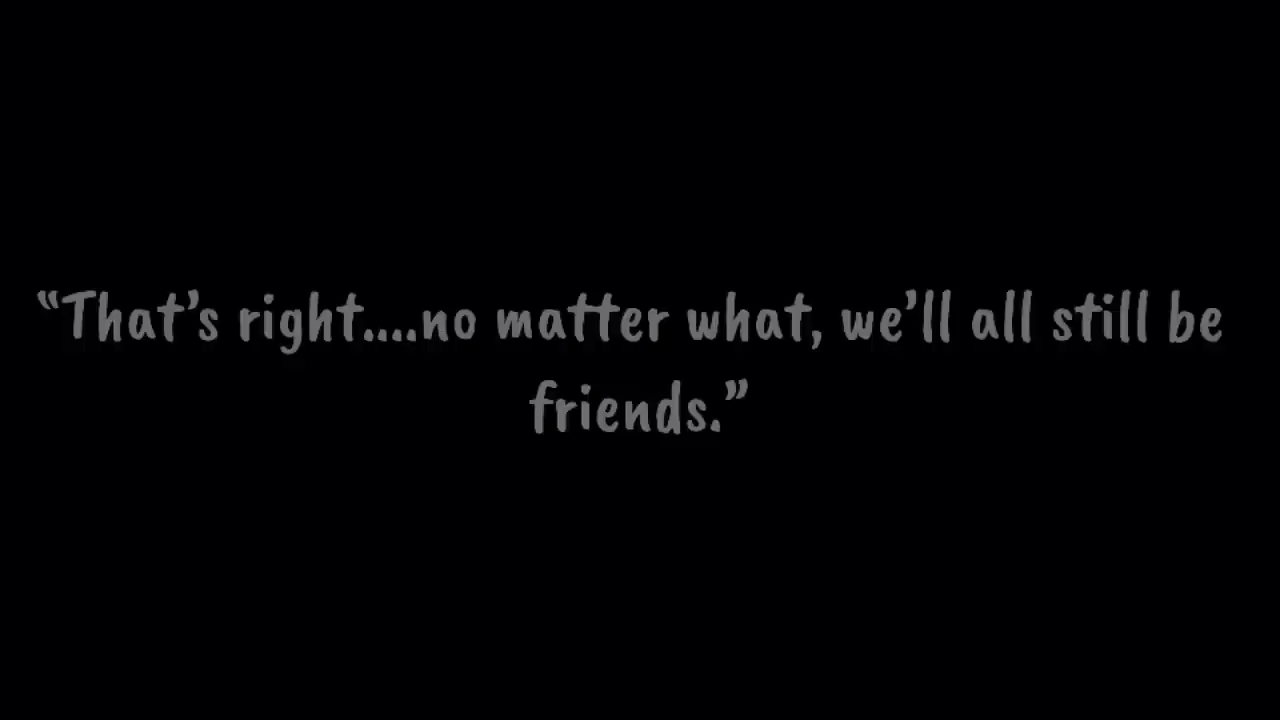 “That’s right....no matter what, we’ll all still be
friends.”